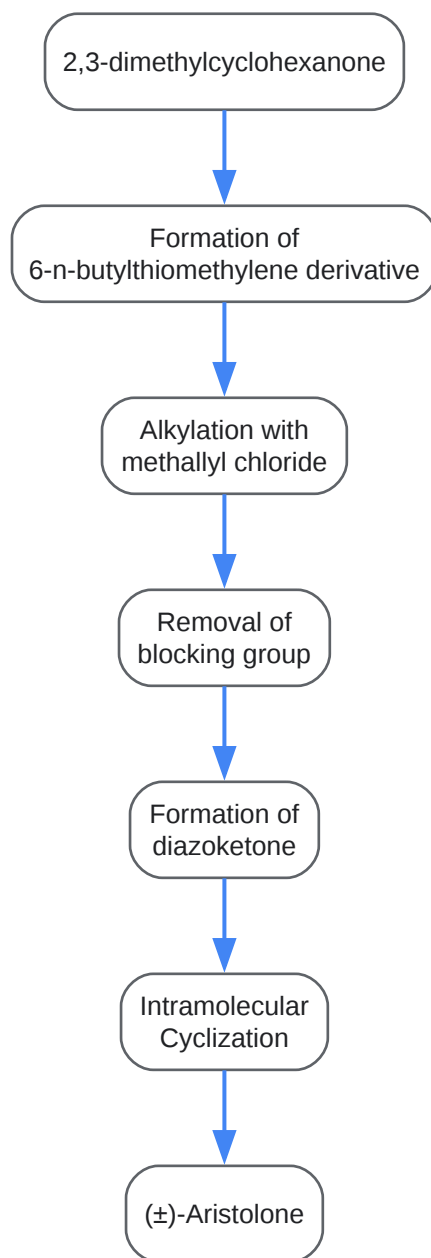 2,3-dimethylcyclohexanone
Formation of
6-n-butylthiomethylene derivative
Alkylation with
methallyl chloride
Removal of
blocking group
Formation of
diazoketone
Intramolecular
Cyclization
(±)-Aristolone